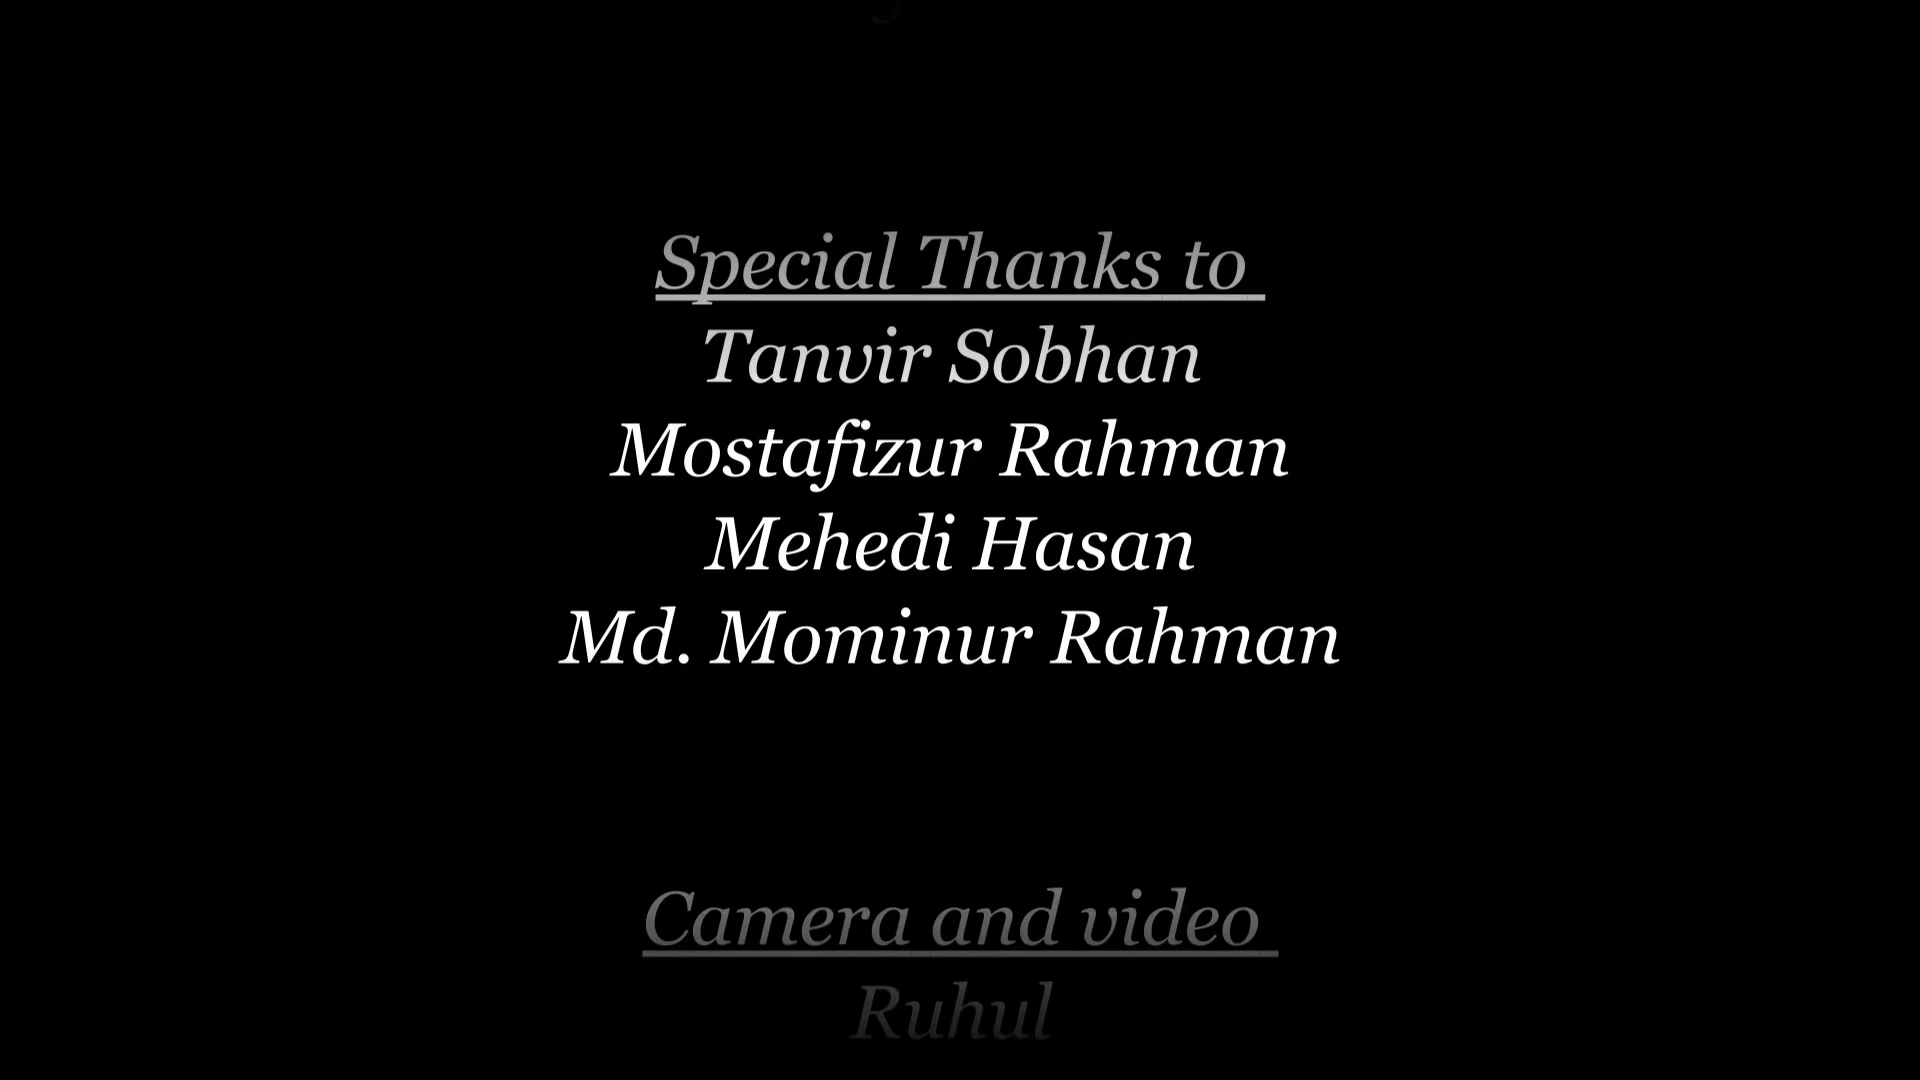 Special Thanks to
Tanvir Sobhan
Mostafizur Rahman
Mehedi Hasan
Md. Mominur Rahman
Camera and video
Ruhul